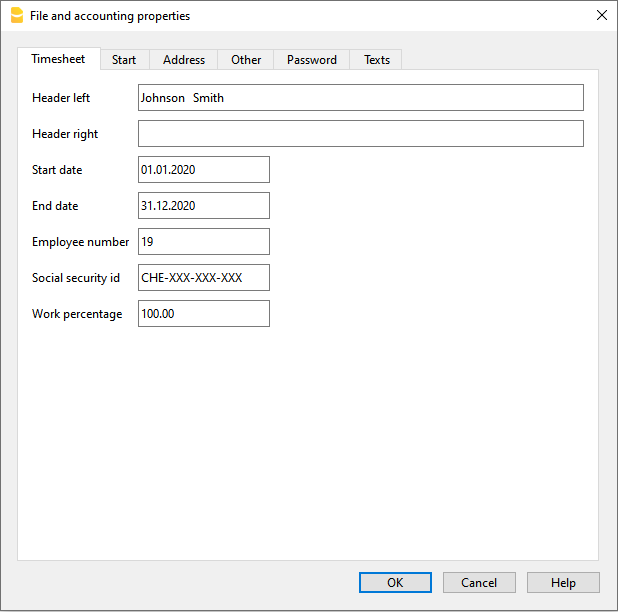 File and accounting properties
Timesheet Start Address Other Password Texts
Header left Johnson  Smith
Header right
Start date 01.01.2020
End date 31.12.2020
Employee number 19
Social security id CHE-XXX-XXX-XXX
Work percentage 100.00
OK Cancel Help